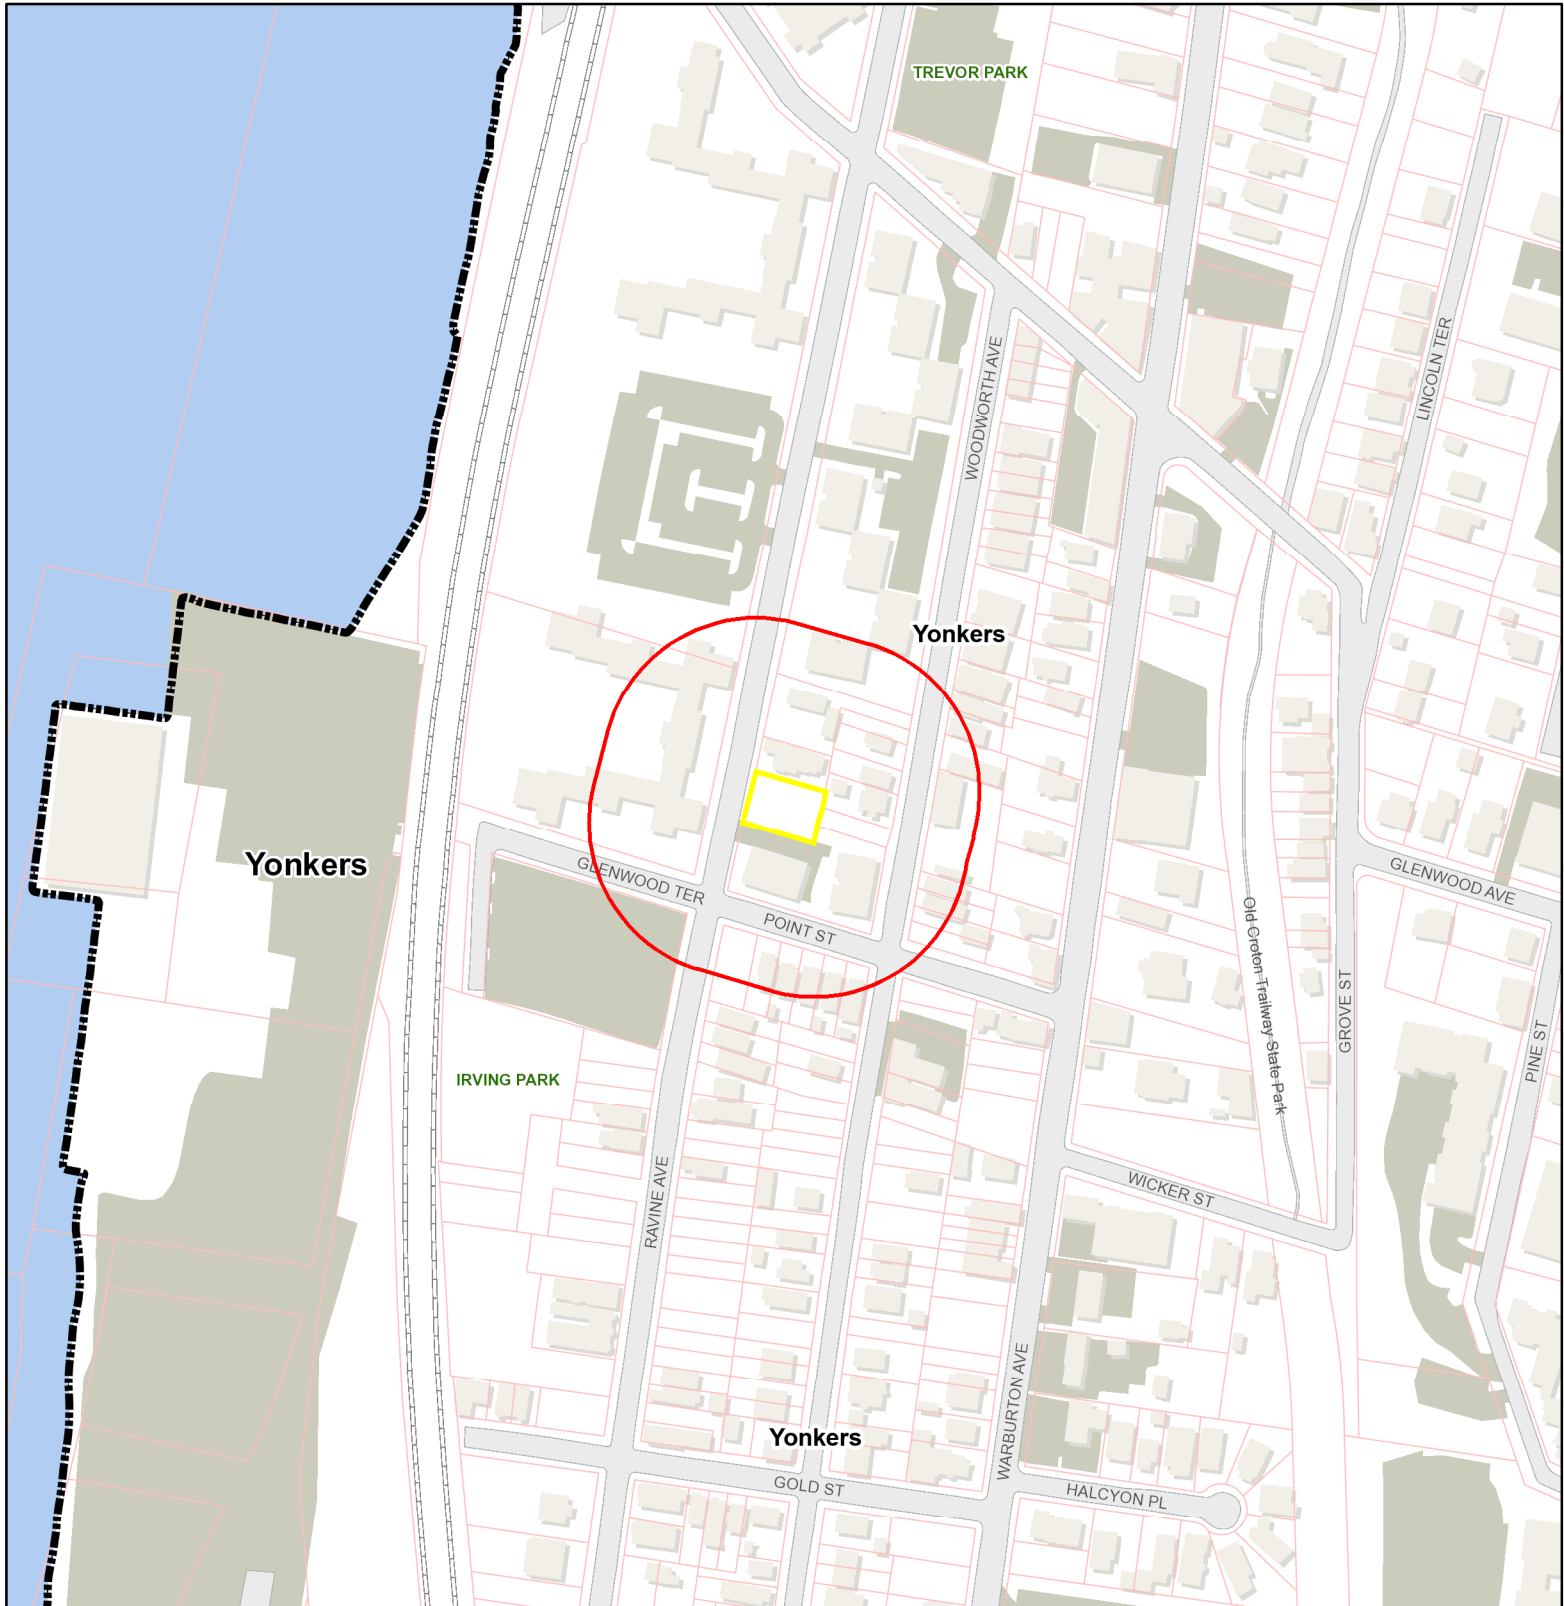 TREVOR PARK
LINCOLN TER
WOODWORTH AVE
Yonkers
Yonkers
GLENWOOD TER
GLENWOOD AVE
POINT ST
Old Croton Trailway State Park
GROVE ST
PINE ST
IRVING PARK
RAVINE AVE
WICKER ST
WARBURTON AVE
Yonkers
GOLD ST
HALCYON PL